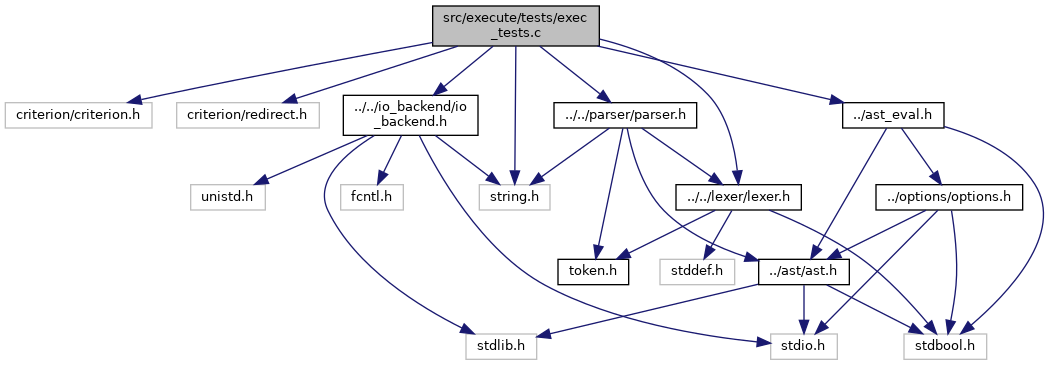 src/execute/tests/exec
_tests.c
criterion/criterion.h
criterion/redirect.h
../../io_backend/io
_backend.h
../../parser/parser.h
../ast_eval.h
unistd.h
fcntl.h
string.h
../../lexer/lexer.h
../options/options.h
token.h
stddef.h
../ast/ast.h
stdlib.h
stdio.h
stdbool.h